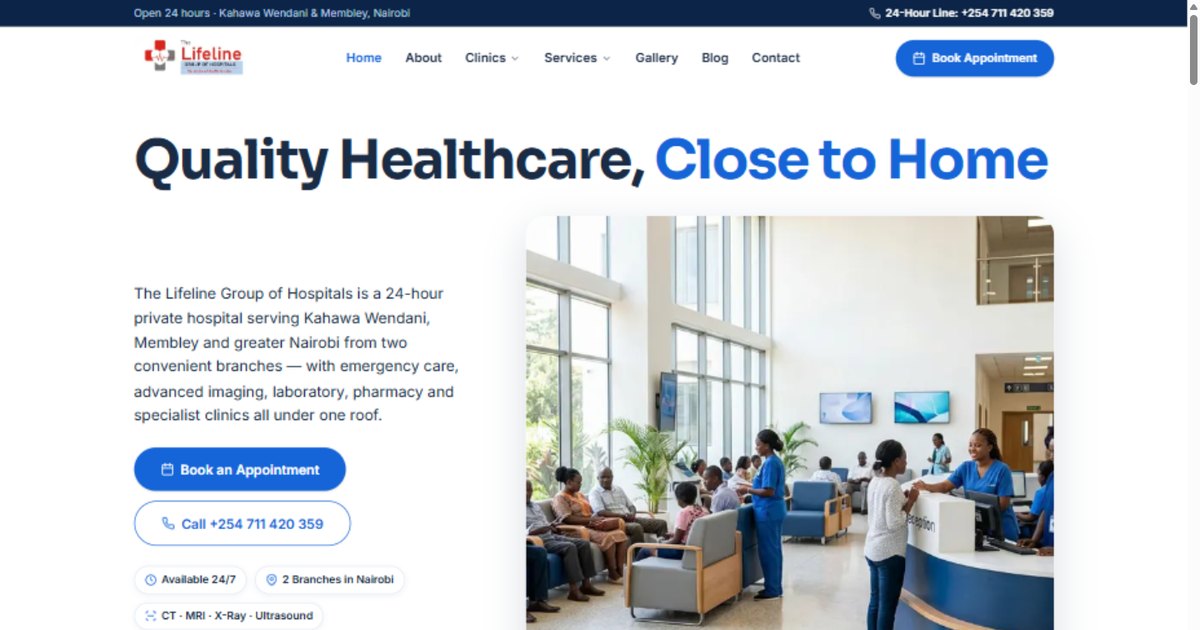 Open 24 hours · Kahawa Wendani & Membley, Nairobi
24-Hour Line: +254 711 420 359
The
Lifeline
GROUP OF HOSPITALS
Home About Clinics Services Gallery Blog Contact
Book Appointment
Quality Healthcare, Close to Home
The Lifeline Group of Hospitals is a 24-hour
private hospital serving Kahawa Wendani,
Membley and greater Nairobi from two
convenient branches — with emergency care,
advanced imaging, laboratory, pharmacy and
specialist clinics all under one roof.
Book an Appointment
Call +254 711 420 359
Available 24/7
2 Branches in Nairobi
CT · MRI · X-Ray · Ultrasound